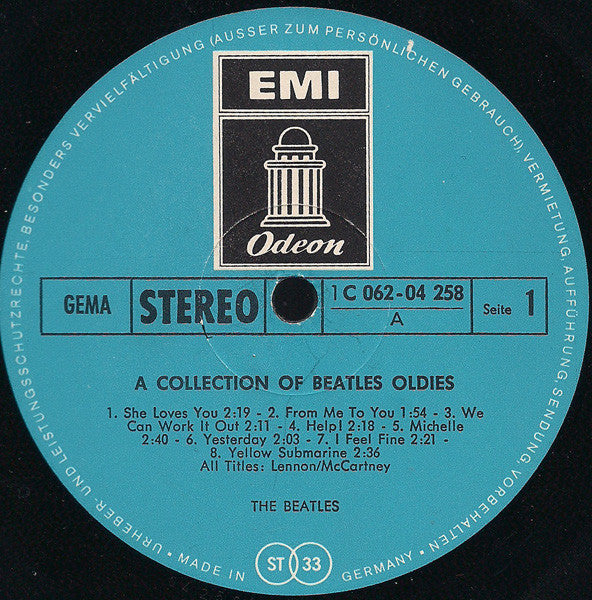 EMI
Odeon
GEMA
STEREO
1 C 062-04 258
A
Seite 1
A COLLECTION OF BEATLES OLDIES
1. She Loves You 2:19 - 2. From Me To You 1:54 - 3. We
Can Work It Out 2:11 - 4. Help! 2:18 - 5. Michelle
2:40 - 6. Yesterday 2:03 - 7. I Feel Fine 2:21 -
8. Yellow Submarine 2:36
All Titles: Lennon/McCartney
THE BEATLES
URHEBER- UND LEISTUNGSSCHUTZRECHTE, BESONDERS VERVIELFÄLTIGUNG (AUSSER ZUM PERSÖNLICHEN GEBRAUCH), VERMIETUNG, AUFFÜHRUNG, SENDUNG, VORBEHALTEN
• MADE IN ST 33 GERMANY •